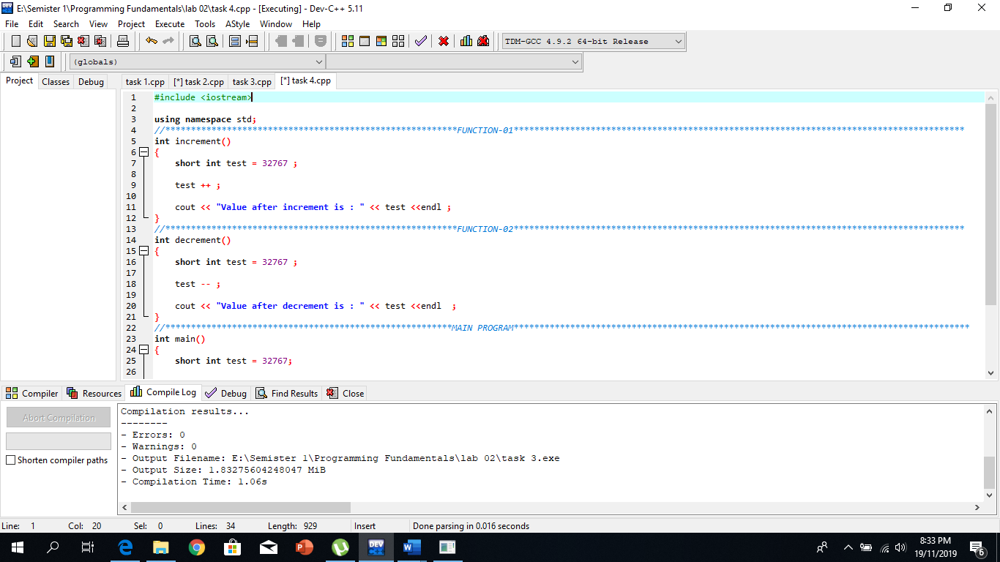 E:\Semister 1\Programming Fundamentals\lab 02\task 4.cpp - [Executing] - Dev-C++ 5.11
File Edit Search View Project Execute Tools AStyle Window Help
TDM-GCC 4.9.2 64-bit Release
(globals)
Project Classes Debug task 1.cpp [*] task 2.cpp task 3.cpp [*] task 4.cpp
1 #include <iostream>
2
3 using namespace std;
4 //*********************************************************FUNCTION-01****************************************************************************************
5 int increment()
6 {
7 short int test = 32767 ;
8
9 test ++ ;
10
11 cout << "Value after increment is : " << test <<endl ;
12 }
13 //*********************************************************FUNCTION-02****************************************************************************************
14 int decrement()
15 {
16 short int test = 32767 ;
17
18 test -- ;
19
20 cout << "Value after decrement is : " << test <<endl  ;
21 }
22 //********************************************************MAIN PROGRAM*****************************************************************************************
23 int main()
24 {
25 short int test = 32767;
26
Compiler Resources Compile Log Debug Find Results Close
Abort Compilation
Shorten compiler paths
Compilation results...
--------
- Errors: 0
- Warnings: 0
- Output Filename: E:\Semister 1\Programming Fundamentals\lab 02\task 3.exe
- Output Size: 1.83275604248047 MiB
- Compilation Time: 1.06s
Line: 1 Col: 20 Sel: 0 Lines: 34 Length: 929 Insert Done parsing in 0.016 seconds
DEV
8:33 PM
19/11/2019
6